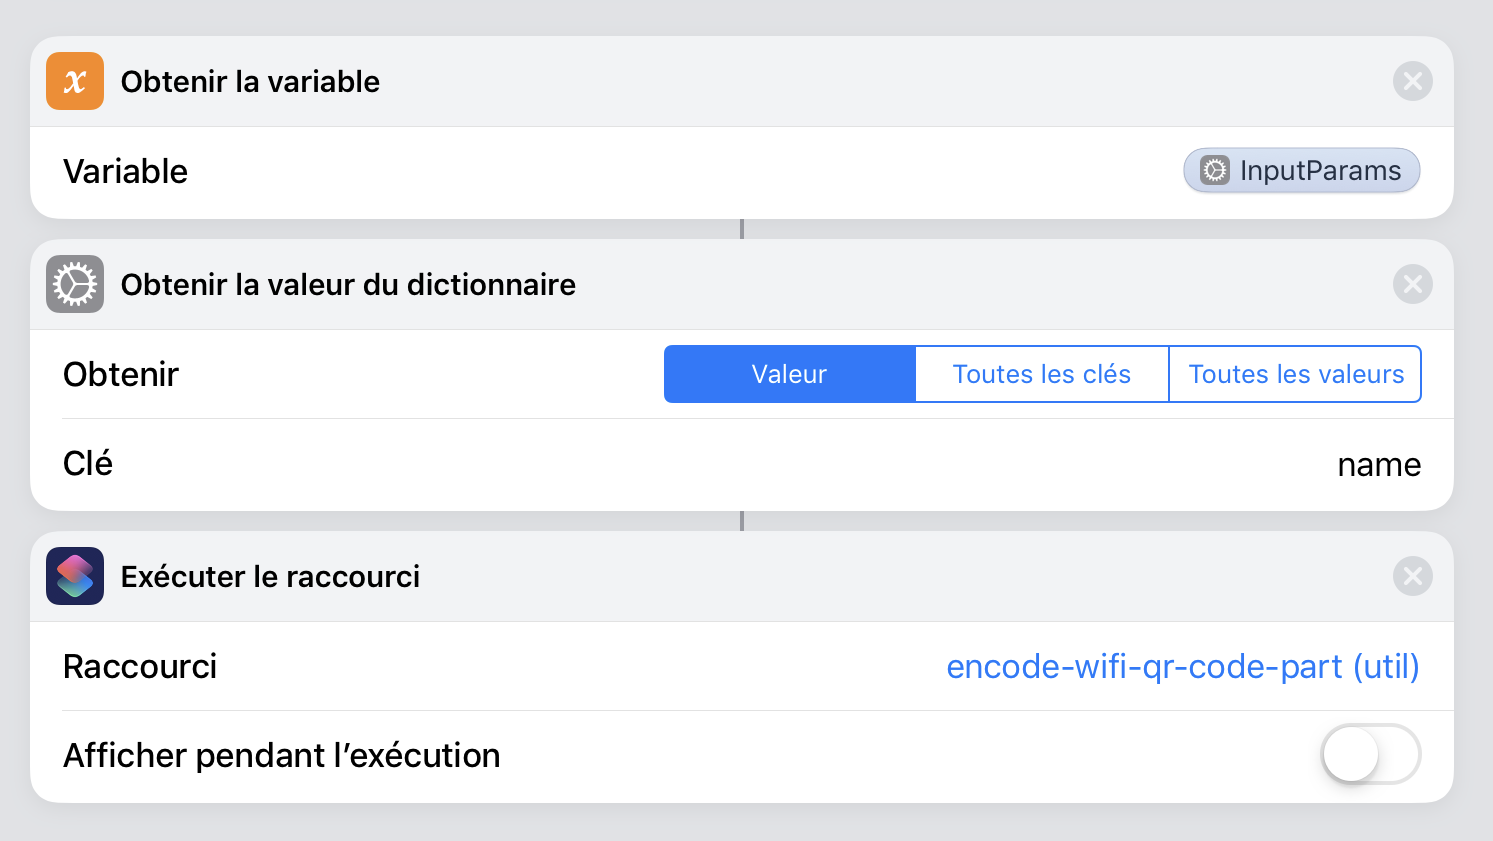 Obtenir la variable
Variable InputParams
Obtenir la valeur du dictionnaire
Obtenir Valeur Toutes les clés Toutes les valeurs
Clé name
Exécuter le raccourci
Raccourci encode-wifi-qr-code-part (util)
Afficher pendant l’exécution